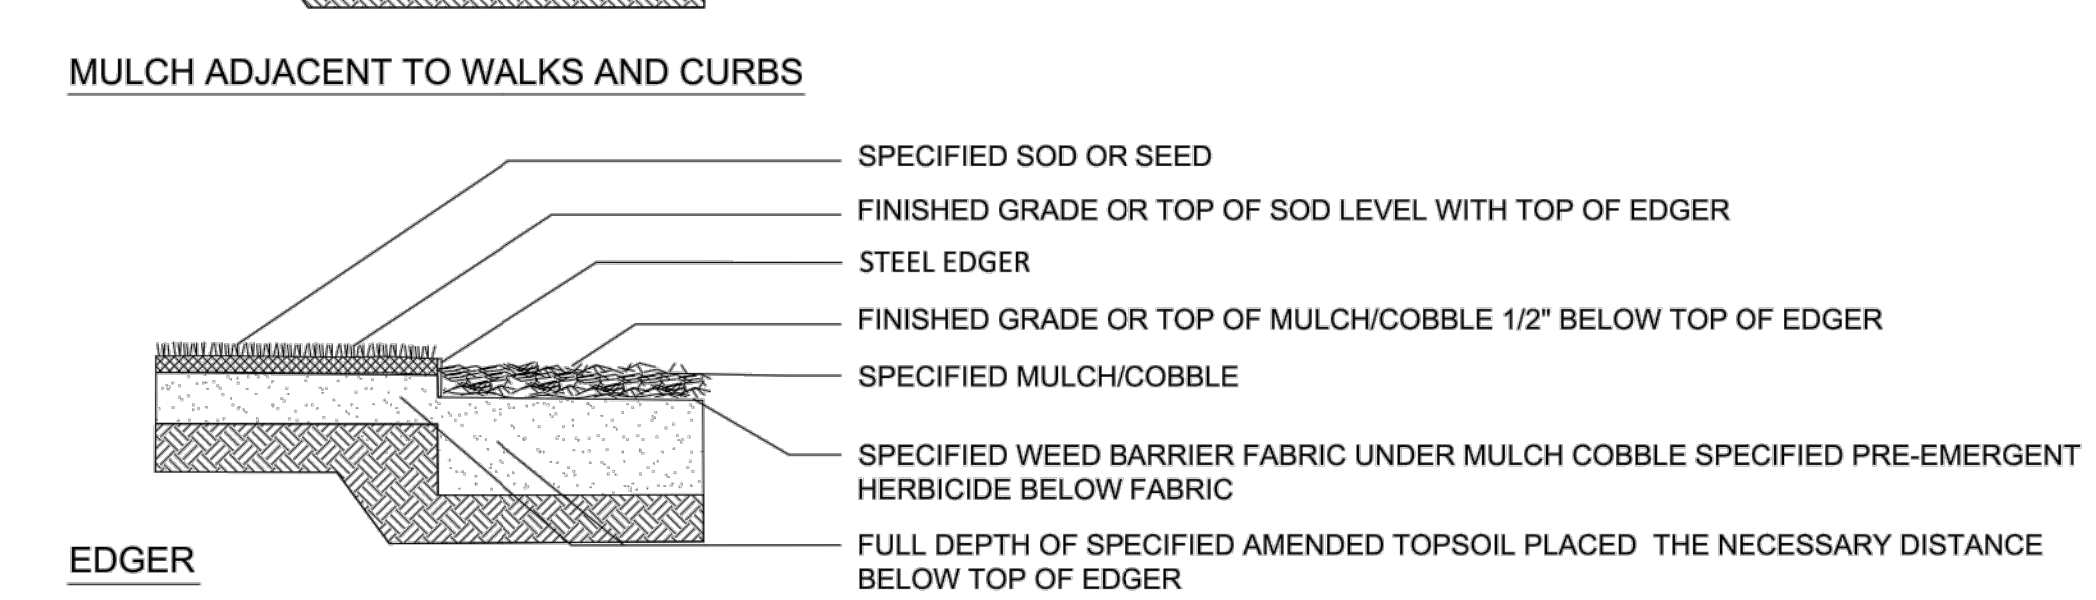 MULCH ADJACENT TO WALKS AND CURBS
SPECIFIED SOD OR SEED
FINISHED GRADE OR TOP OF SOD LEVEL WITH TOP OF EDGER
STEEL EDGER
FINISHED GRADE OR TOP OF MULCH/COBBLE 1/2" BELOW TOP OF EDGER
SPECIFIED MULCH/COBBLE
SPECIFIED WEED BARRIER FABRIC UNDER MULCH COBBLE SPECIFIED PRE-EMERGENT
HERBICIDE BELOW FABRIC
FULL DEPTH OF SPECIFIED AMENDED TOPSOIL PLACED  THE NECESSARY DISTANCE
BELOW TOP OF EDGER
EDGER